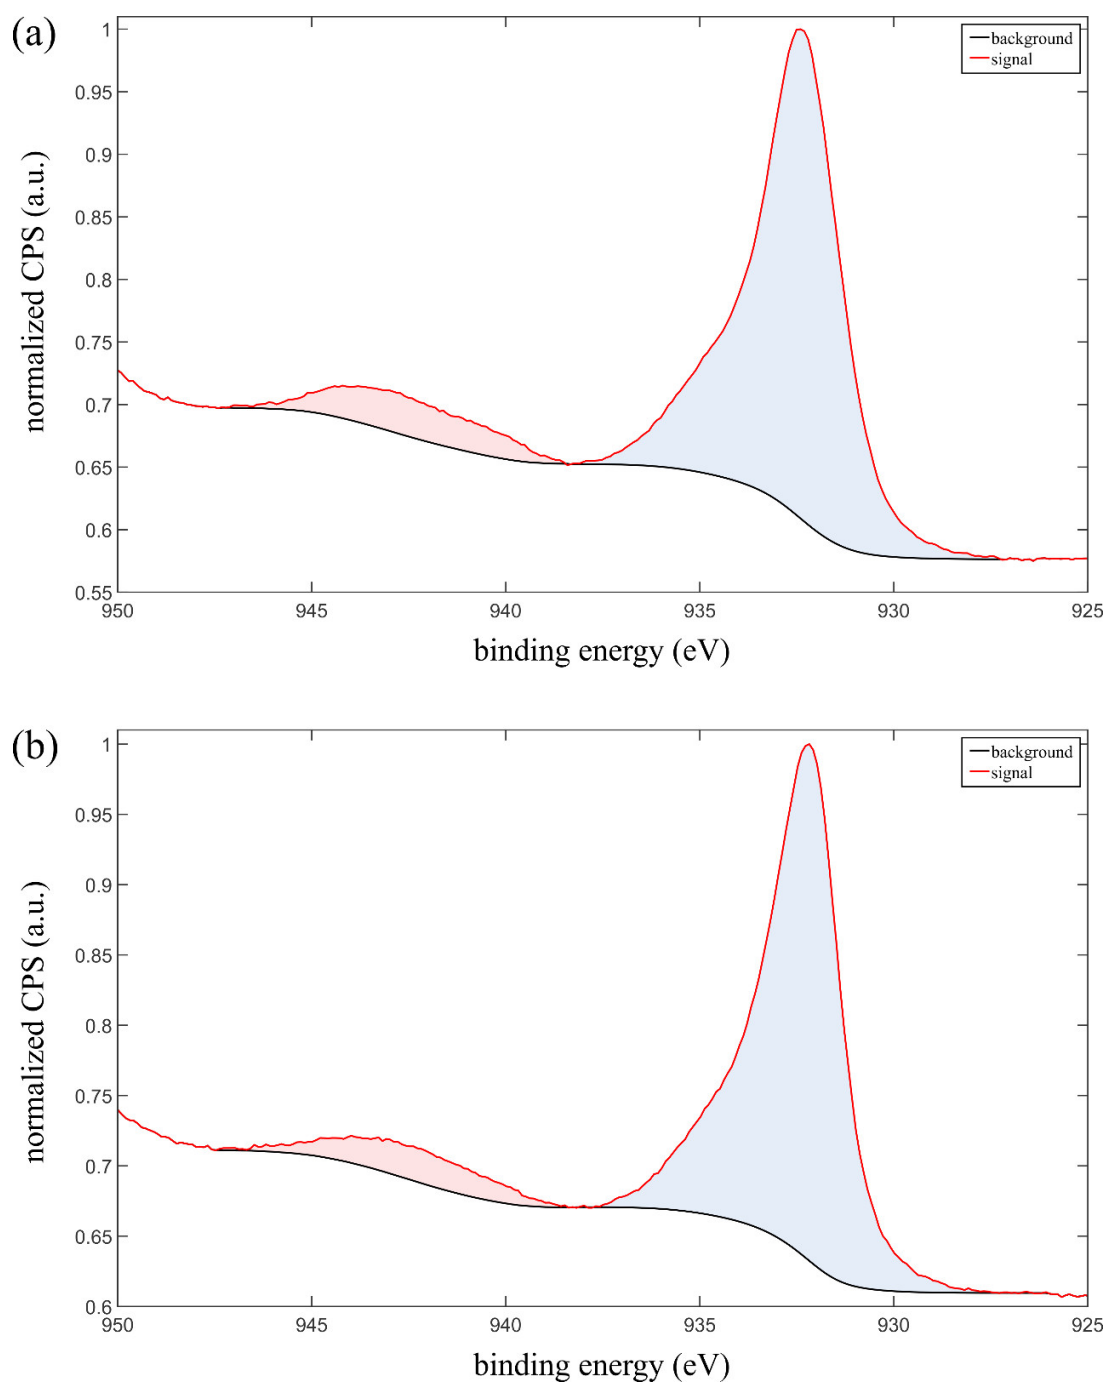 (a)
background
signal
1
0.95
0.9
0.85
0.8
0.75
0.7
0.65
0.6
0.55
normalized CPS (a.u.)
950 945 940 935 930 925
binding energy (eV)
(b)
background
signal
1
0.95
0.9
0.85
0.8
0.75
0.7
0.65
0.6
normalized CPS (a.u.)
950 945 940 935 930 925
binding energy (eV)